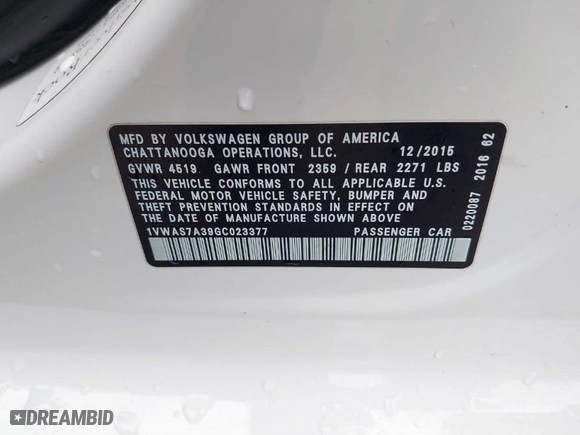 MFD BY VOLKSWAGEN GROUP OF AMERICA
CHATTANOOGA OPERATIONS, LLC. 12/2015
GVWR 4519. GAWR FRONT 2359 / REAR 2271 LBS
THIS VEHICLE CONFORMS TO ALL APPLICABLE U.S.
FEDERAL MOTOR VEHICLE SAFETY, BUMPER AND
THEFT PREVENTION STANDARDS IN EFFECT ON THE
DATE OF MANUFACTURE SHOWN ABOVE
1VWAS7A39GC023377 PASSENGER CAR
0220087 2016 62
DREAMBID